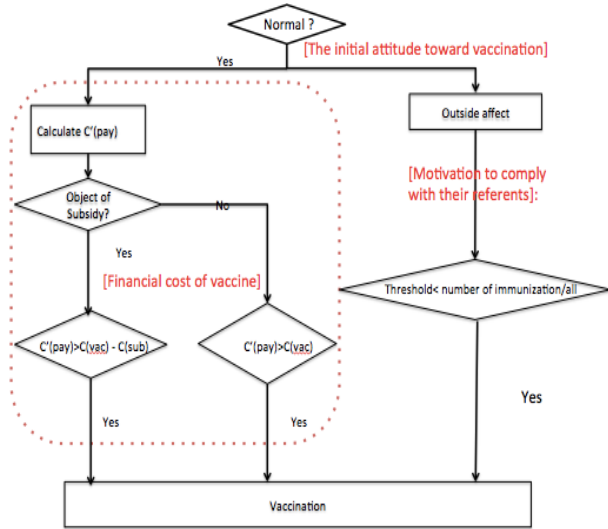 Normal ?
[The initial attitude toward vaccination]
Yes
Calculate C'(pay)
Outside affect
[Motivation to comply
with their referents]:
Object of
Subsidy?
No
Yes
[Financial cost of vaccine]
Threshold< number of immunization/all
C'(pay)>C(vac) - C(sub)
C'(pay)>C(vac)
Yes
Yes
Yes
Vaccination